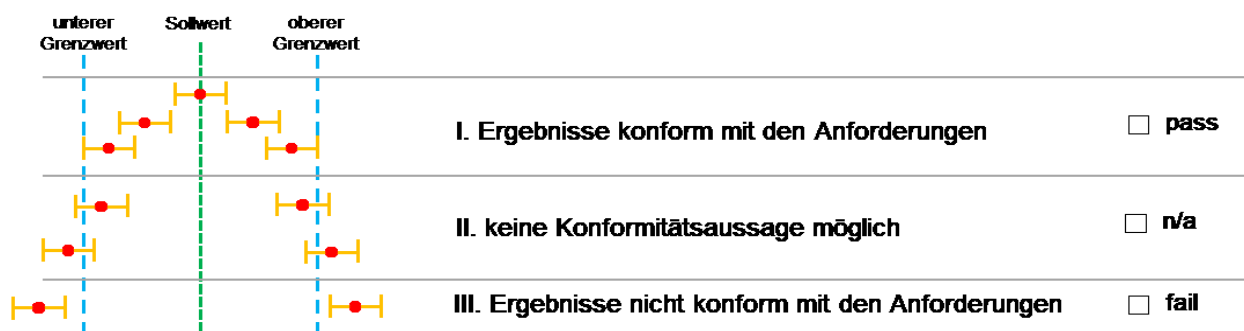 unterer
Grenzwert
Sollwert
oberer
Grenzwert
I. Ergebnisse konform mit den Anforderungen
pass
II. keine Konformitätsaussage möglich
n/a
III. Ergebnisse nicht konform mit den Anforderungen
fail